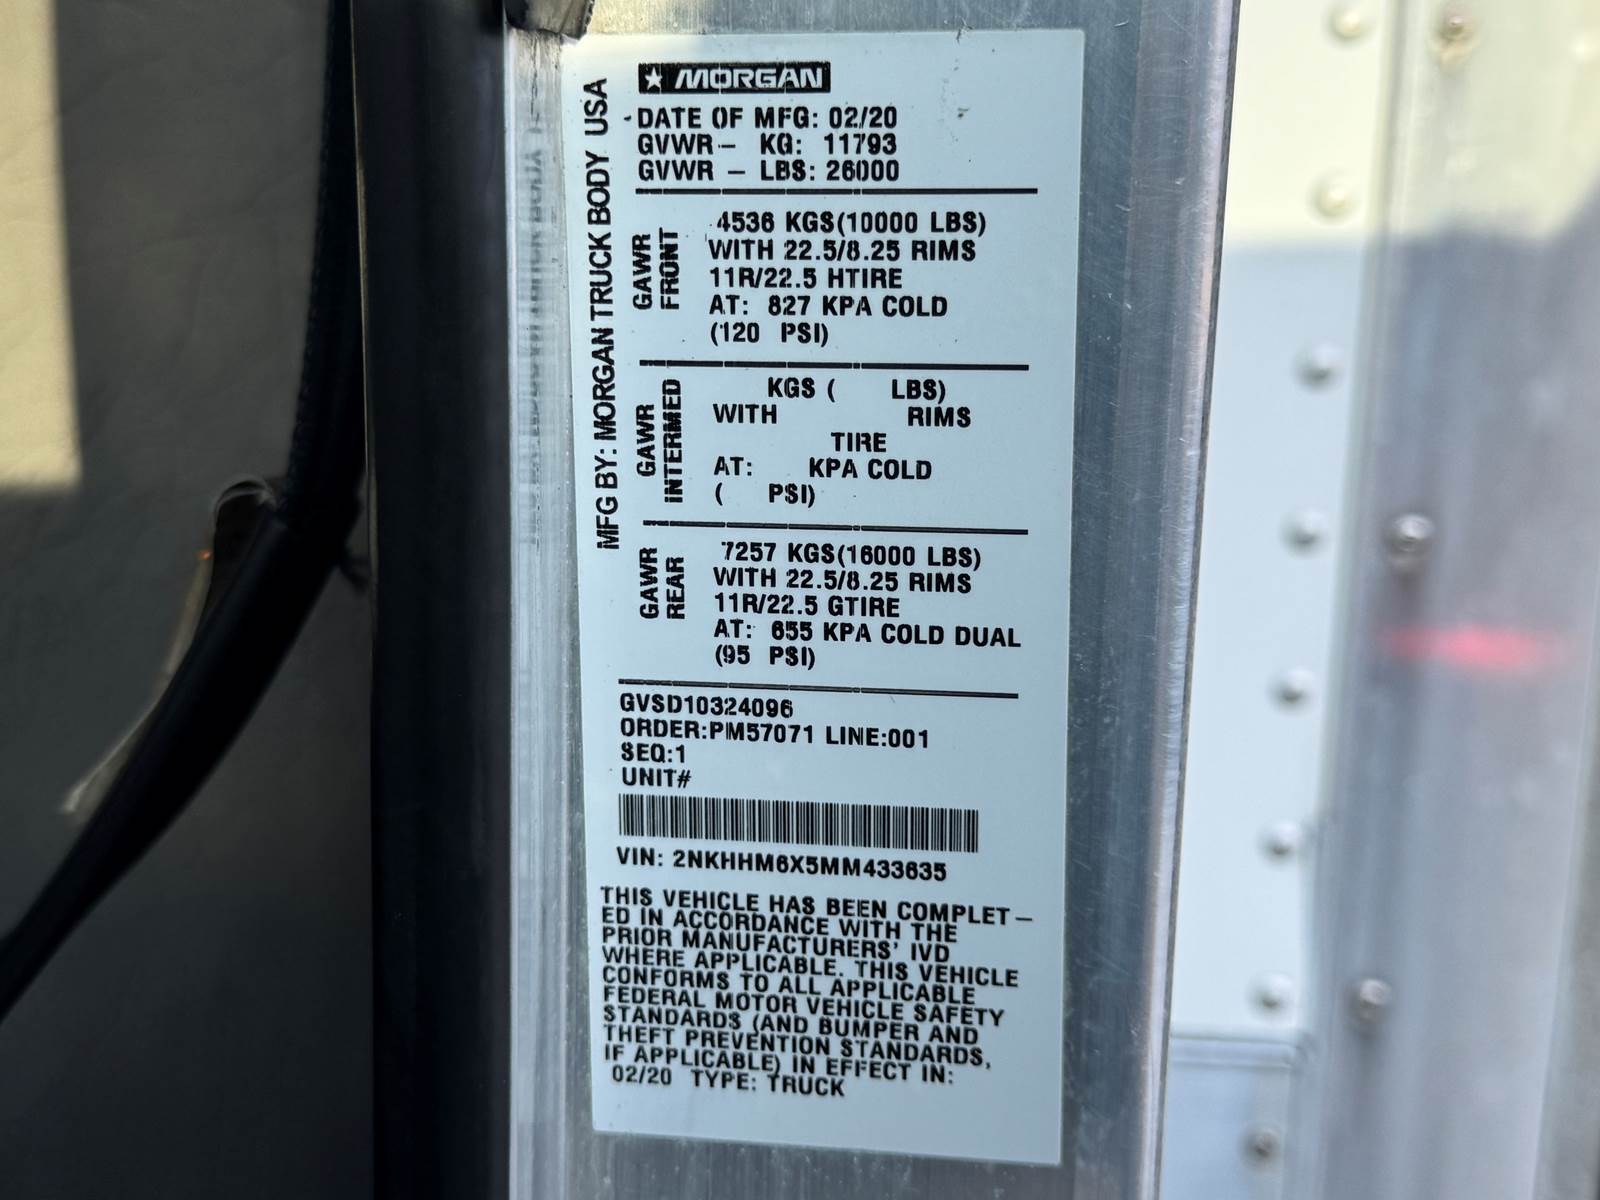 MORGAN
MFG BY: MORGAN TRUCK BODY USA
DATE OF MFG: 02/20
GVWR - KG: 11793
GVWR - LBS: 26000
GAWR FRONT
4536 KGS(10000 LBS)
WITH 22.5/8.25 RIMS
11R/22.5 HTIRE
AT: 827 KPA COLD
(120 PSI)
GAWR INTERMED
KGS ( LBS)
WITH RIMS
TIRE
AT: KPA COLD
( PSI)
GAWR REAR
7257 KGS(16000 LBS)
WITH 22.5/8.25 RIMS
11R/22.5 GTIRE
AT: 655 KPA COLD DUAL
(95 PSI)
GVSD10324096
ORDER:PM57071 LINE:001
SEQ:1
UNIT#
VIN: 2NKHHM6X5MM433635
THIS VEHICLE HAS BEEN COMPLET-
ED IN ACCORDANCE WITH THE
PRIOR MANUFACTURERS' IVD
WHERE APPLICABLE. THIS VEHICLE
CONFORMS TO ALL APPLICABLE
FEDERAL MOTOR VEHICLE SAFETY
STANDARDS (AND BUMPER AND
THEFT PREVENTION STANDARDS,
IF APPLICABLE) IN EFFECT IN:
02/20 TYPE: TRUCK